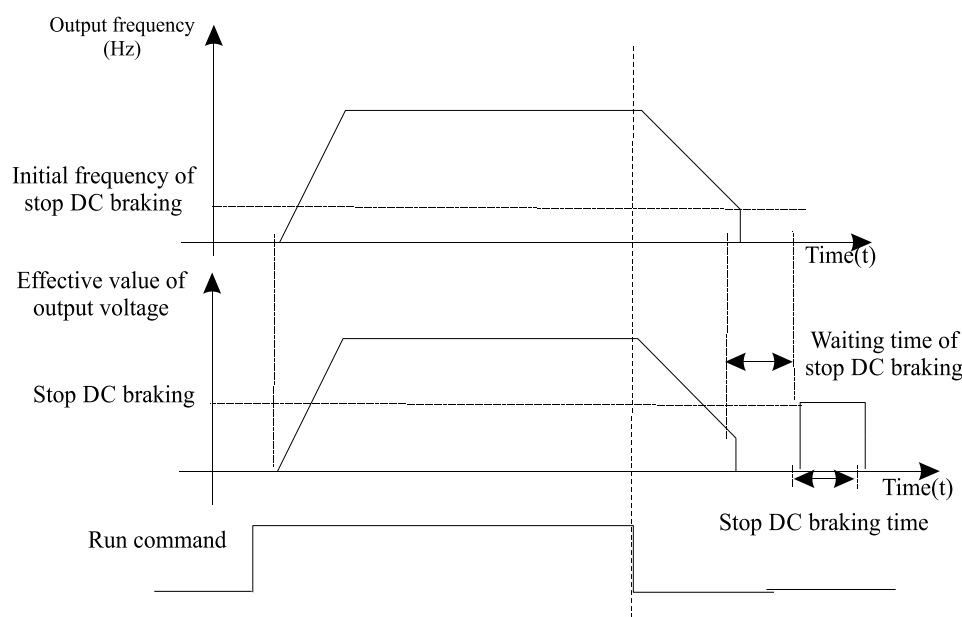 Output frequency
(Hz)
Initial frequency of
stop DC braking
Time(t)
Effective value of
output voltage
Waiting time of
stop DC braking
Stop DC braking
Time(t)
Stop DC braking time
Run command